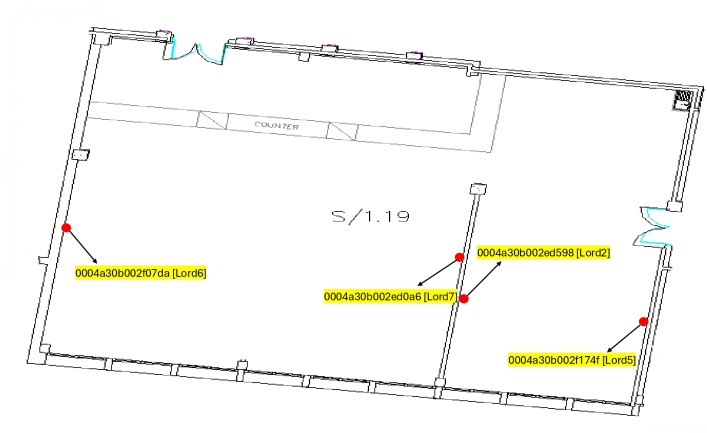 COUNTER
S/1.19
0004a30b002ed598 [Lord2]
0004a30b002f07da [Lord6]
0004a30b002ed0a6 [Lord7]
0004a30b002f174f [Lord5]